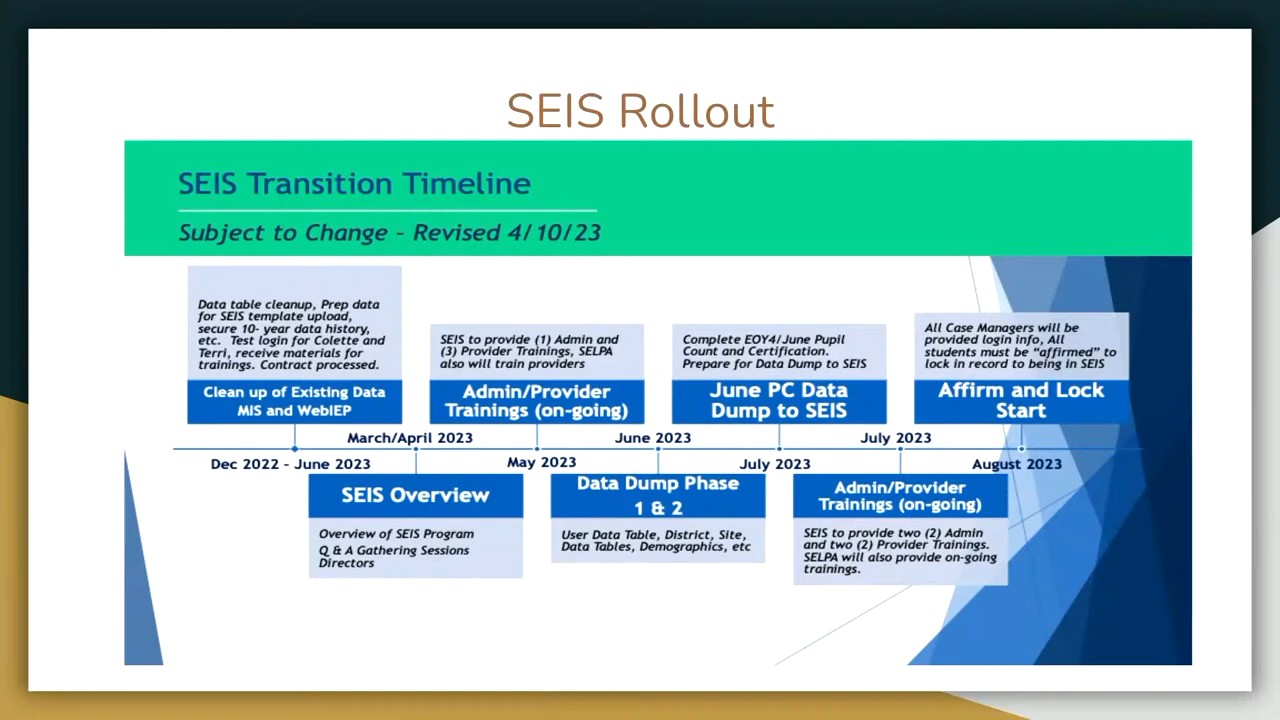 SEIS Rollout
SEIS Transition Timeline
Subject to Change – Revised 4/10/23
Data table cleanup, Prep data
for SEIS template upload,
secure 10- year data history,
etc. Test login for Colette and
Terri, receive materials for
trainings. Contract processed.
Clean up of Existing Data
MIS and WebIEP
SEIS to provide (1) Admin and
(3) Provider Trainings, SELPA
also will train providers
Admin/Provider
Trainings (on-going)
Complete EOY4/June Pupil
Count and Certification.
Prepare for Data Dump to SEIS
June PC Data
Dump to SEIS
All Case Managers will be
provided login info, All
students must be “affirmed” to
lock in record to being in SEIS
Affirm and Lock
Start
March/April 2023
June 2023
July 2023
Dec 2022 – June 2023
May 2023
July 2023
August 2023
SEIS Overview
Overview of SEIS Program
Q & A Gathering Sessions
Directors
Data Dump Phase
1 & 2
User Data Table, District, Site,
Data Tables, Demographics, etc
Admin/Provider
Trainings (on-going)
SEIS to provide two (2) Admin
and two (2) Provider Trainings.
SELPA will also provide on-going
trainings.